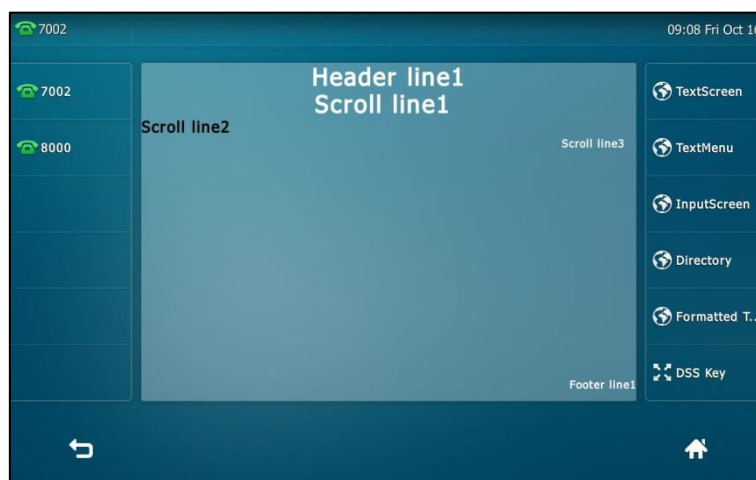 7002
09:08 Fri Oct 1
7002
8000
Header line1
Scroll line1
Scroll line2
Scroll line3
Footer line1
TextScreen
TextMenu
InputScreen
Directory
Formatted T..
DSS Key